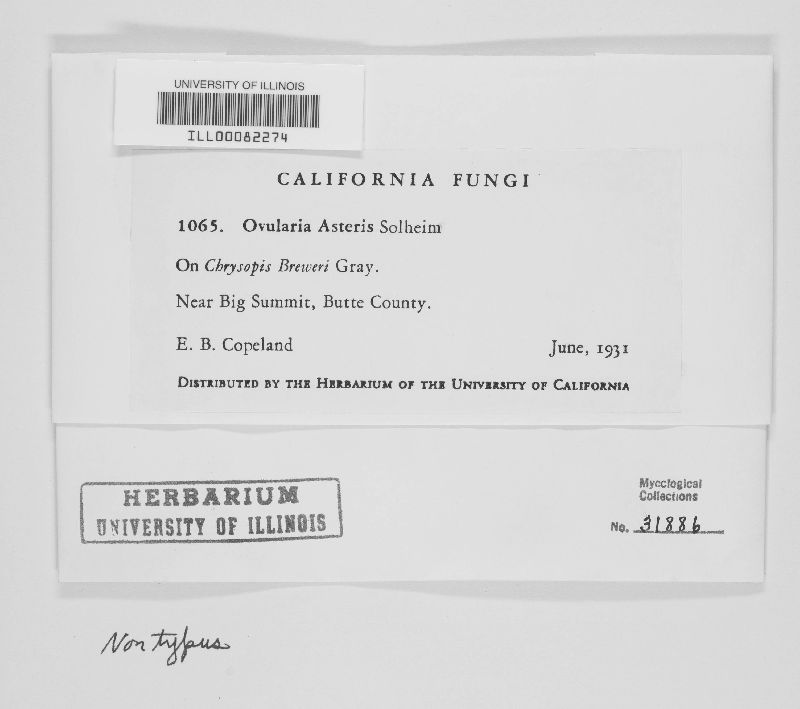 UNIVERSITY OF ILLINOIS
ILL00082274
CALIFORNIA FUNGI
1065. Ovularia Asteris Solheim
On Chrysopis Breweri Gray.
Near Big Summit, Butte County.
E. B. Copeland June, 1931
DISTRIBUTED BY THE HERBARIUM OF THE UNIVERSITY OF CALIFORNIA
HERBARIUM
UNIVERSITY OF ILLINOIS
Mycological
Collections
No. 31886
Non typus